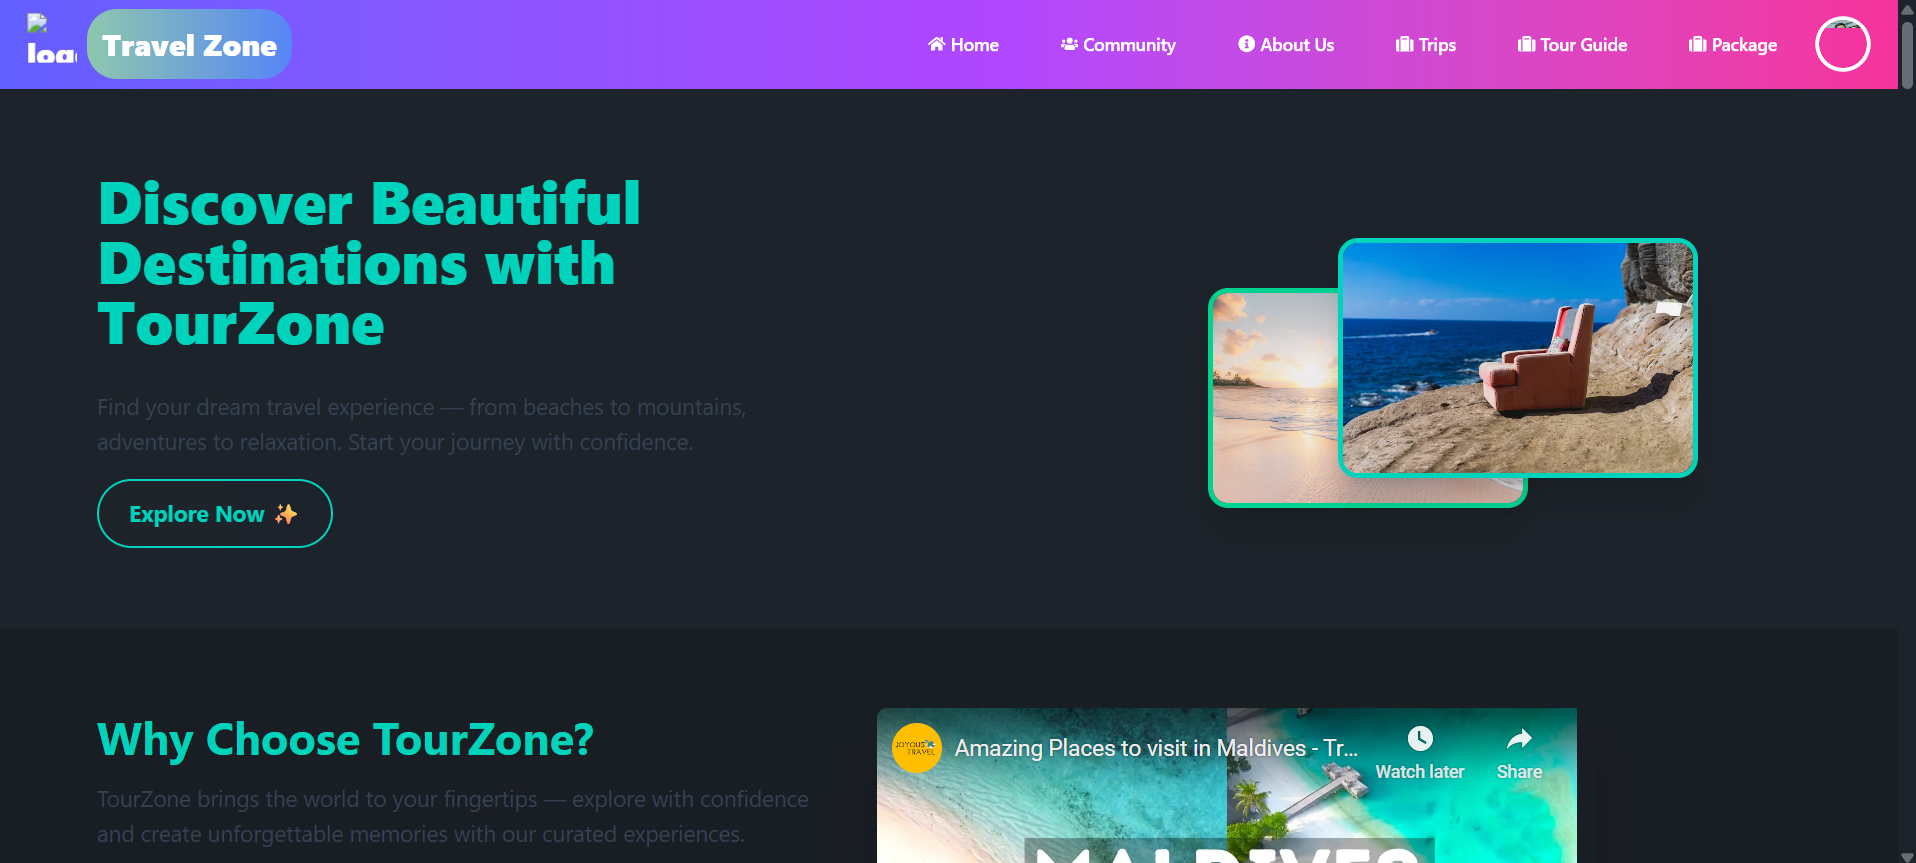 Travel Zone
Home
Community
About Us
Trips
Tour Guide
Package
Discover Beautiful
Destinations with
TourZone
Find your dream travel experience — from beaches to mountains,
adventures to relaxation. Start your journey with confidence.
Explore Now ✨
Why Choose TourZone?
TourZone brings the world to your fingertips — explore with confidence
and create unforgettable memories with our curated experiences.
JOYOUS
TRAVEL
Amazing Places to visit in Maldives - Tr...
Watch later
Share
MALDIVES